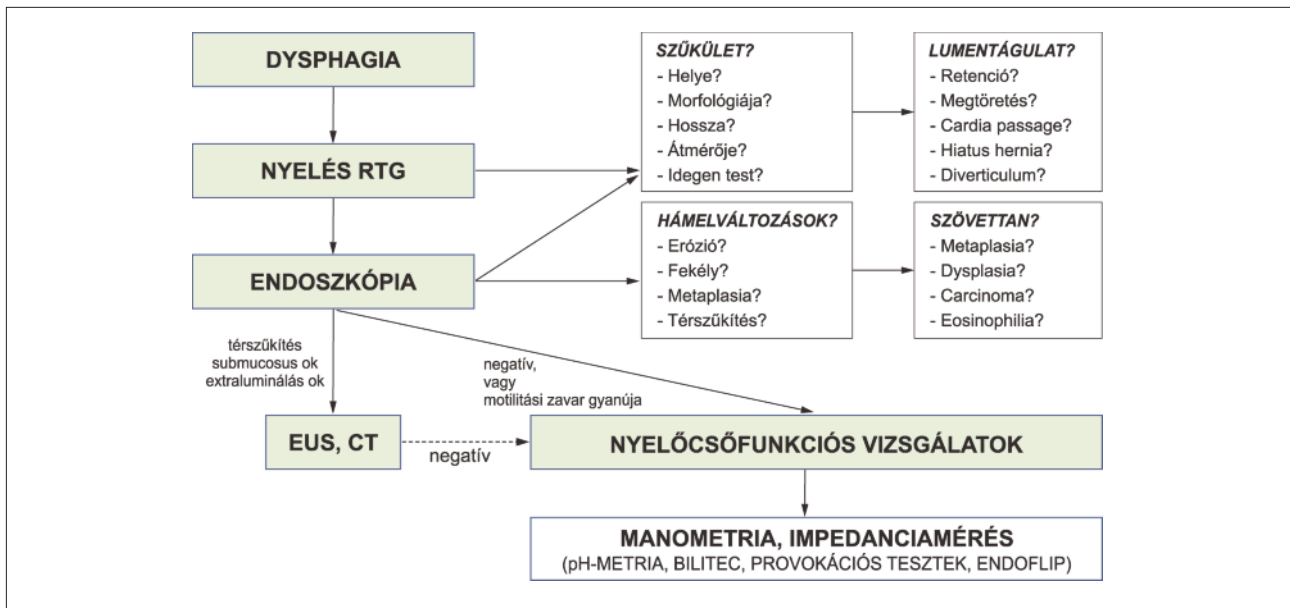 DYSPHAGIA
NYELÉS RTG
ENDOSZKÓPIA
SZŰKÜLET?
- Helye?
- Morfológiája?
- Hossza?
- Átmérője?
- Idegen test?
LUMENTÁGULAT?
- Retenció?
- Megtöretés?
- Cardia passage?
- Hiatus hernia?
- Diverticulum?
HÁMELVÁLTOZÁSOK?
- Erózió?
- Fekély?
- Metaplasia?
- Térszűkítés?
SZÖVETTAN?
- Metaplasia?
- Dysplasia?
- Carcinoma?
- Eosinophilia?
térszűkítés
submucosus ok
extraluminálás ok
negatív,
vagy
motilitási zavar gyanúja
EUS, CT
negatív
NYELŐCSŐFUNKCIÓS VIZSGÁLATOK
MANOMETRIA, IMPEDANCIAMÉRÉS
(pH-METRIA, BILITEC, PROVOKÁCIÓS TESZTEK, ENDOFLIP)